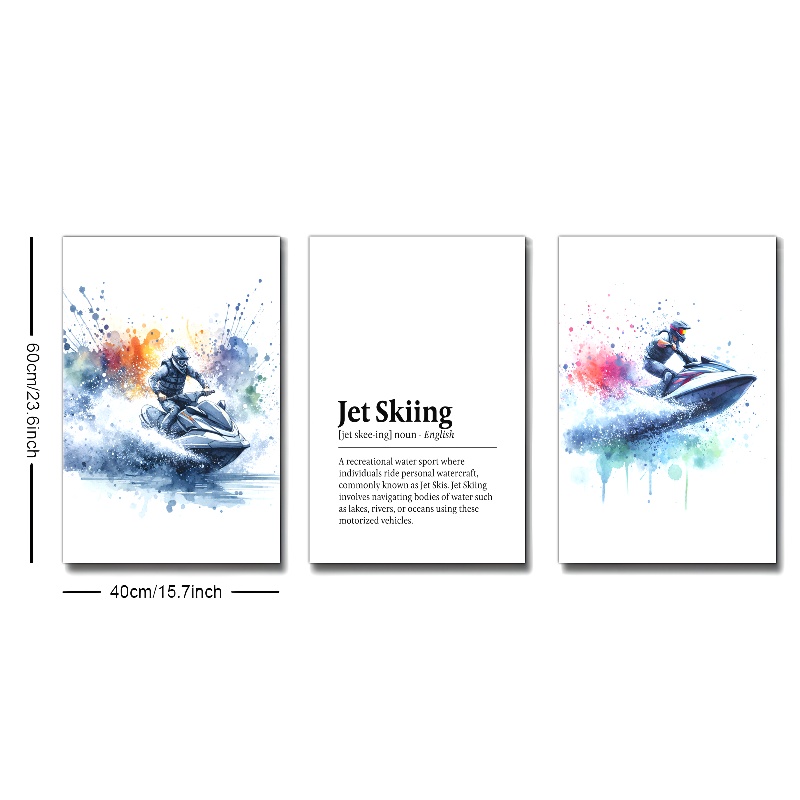 60cm/23.6inch
Jet Skiing
[jet skee-ing] noun - English
A recreational water sport where
individuals ride personal watercraft,
commonly known as Jet Skis. Jet Skiing
involves navigating bodies of water such
as lakes, rivers, or oceans using these
motorized vehicles.
40cm/15.7inch